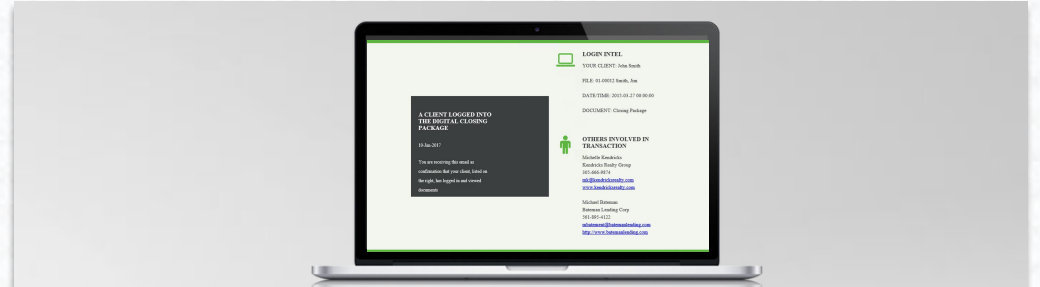 A CLIENT LOGGED INTO
THE DIGITAL CLOSING
PACKAGE
10-Jan-2017
You are receiving this email as
confirmation that your client, listed on
the right, has logged in and viewed
documents
LOGIN INTEL
YOUR CLIENT: John Smith
FILE: 01-00012 Smith, Jon
DATE/TIME: 2015.03.27 00:00:00
DOCUMENT: Closing Package
OTHERS INVOLVED IN
TRANSACTION
Michelle Kendricks
Kendricks Realty Group
305-666-9874
mk@kendricksrealty.com
www.kendricksrealty.com
Michael Bateman
Bateman Lending Corp
561-895-4122
mbatement@batemanlending.com
http://www.batemanlending.com